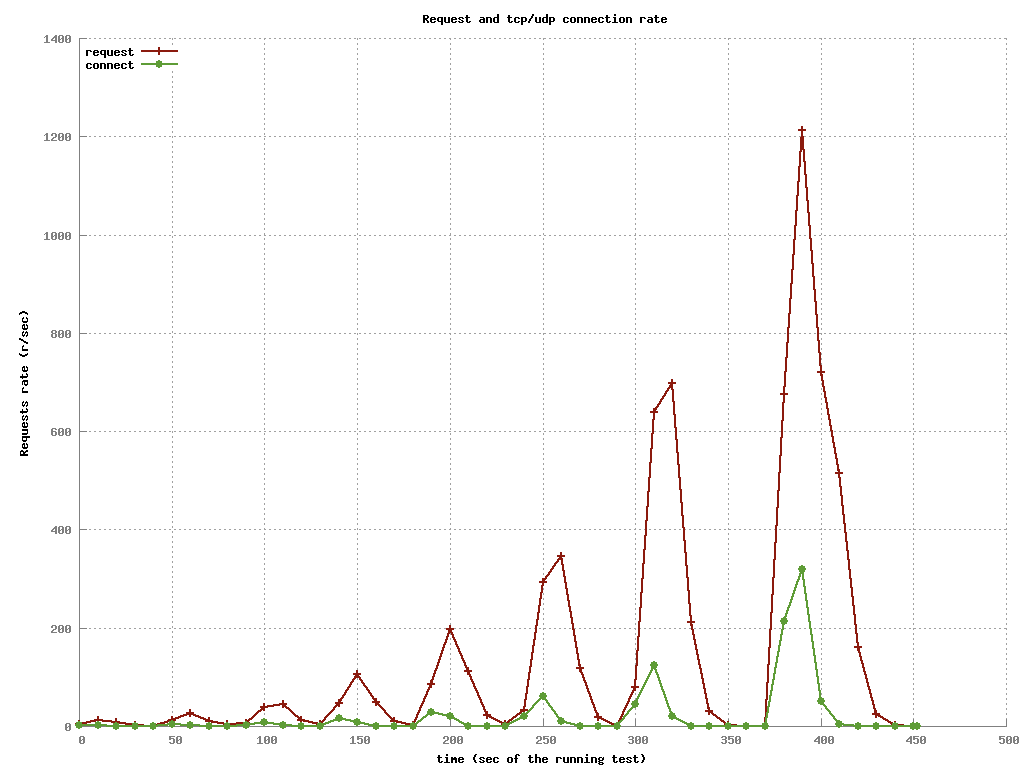 Request and tcp/udp connection rate
1400
request
connect
1200
1000
800
600
400
200
0
Requests rate (r/sec)
0 50 100 150 200 250 300 350 400 450 500
time (sec of the running test)